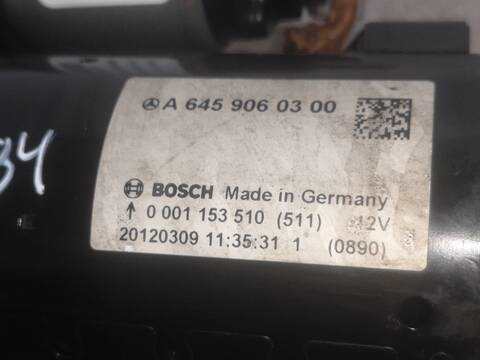 A 645 906 03 00
BOSCH Made in Germany
↑ 0 001 153 510 (511) 12V
20120309 11:35:31 1 (0890)
34